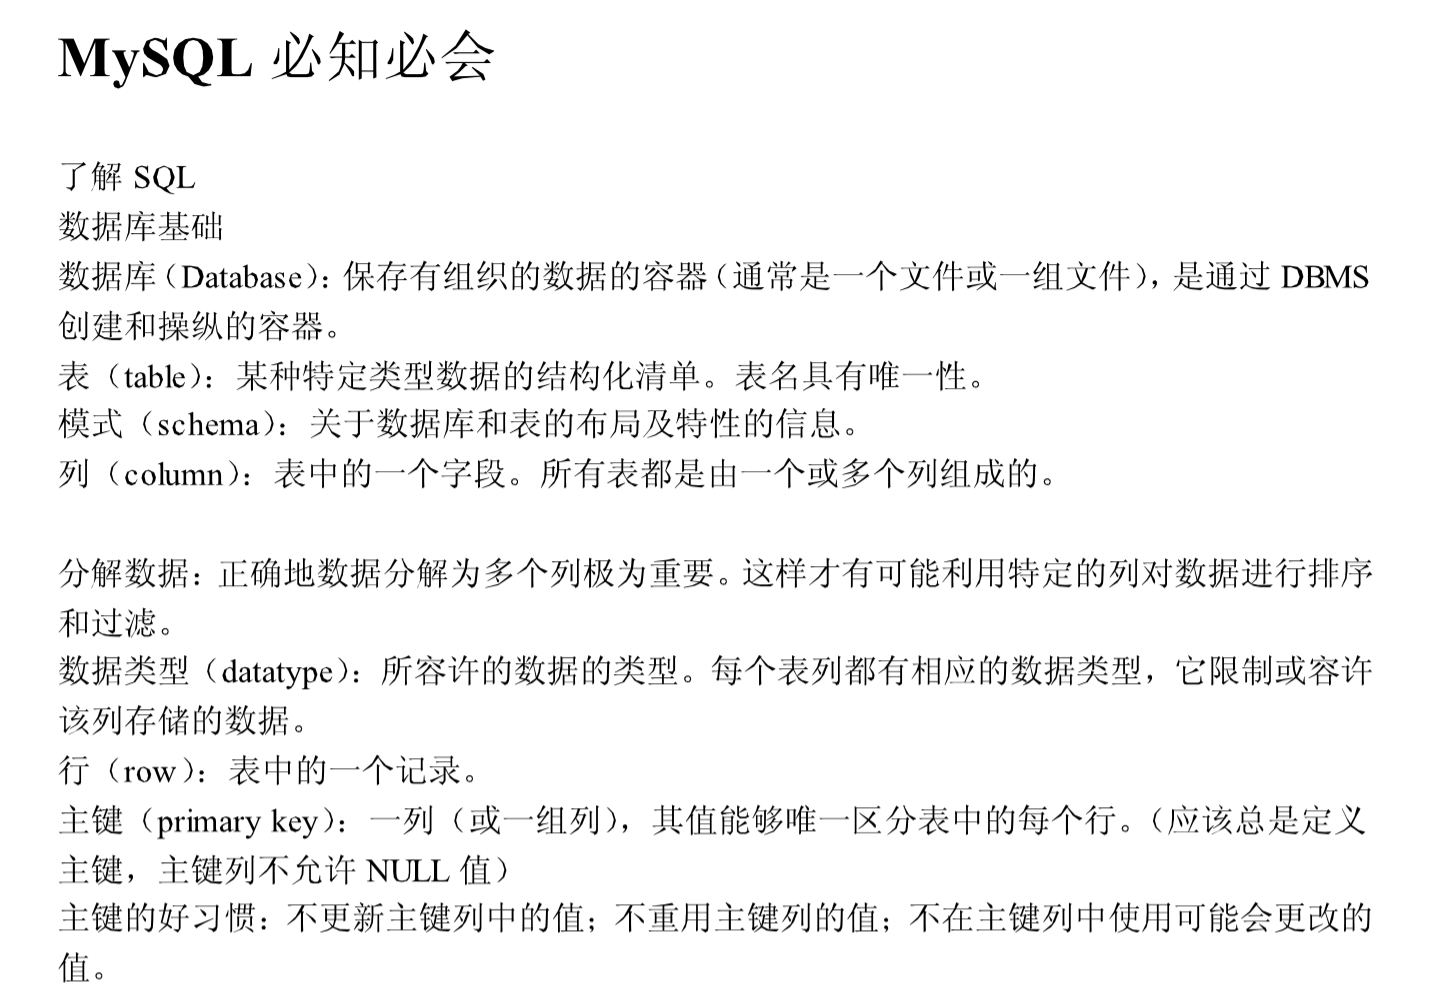 MySQL 必知必会
了解 SQL
数据库基础
数据库（Database）：保存有组织的数据的容器（通常是一个文件或一组文件），是通过 DBMS
创建和操纵的容器。
表（table）：某种特定类型数据的结构化清单。表名具有唯一性。
模式（schema）：关于数据库和表的布局及特性的信息。
列（column）：表中的一个字段。所有表都是由一个或多个列组成的。
分解数据：正确地数据分解为多个列极为重要。这样才有可能利用特定的列对数据进行排序
和过滤。
数据类型（datatype）：所容许的数据的类型。每个表列都有相应的数据类型，它限制或容许
该列存储的数据。
行（row）：表中的一个记录。
主键（primary key）：一列（或一组列），其值能够唯一区分表中的每个行。（应该总是定义
主键，主键列不允许 NULL 值）
主键的好习惯：不更新主键列中的值；不重用主键列的值；不在主键列中使用可能会更改的
值。